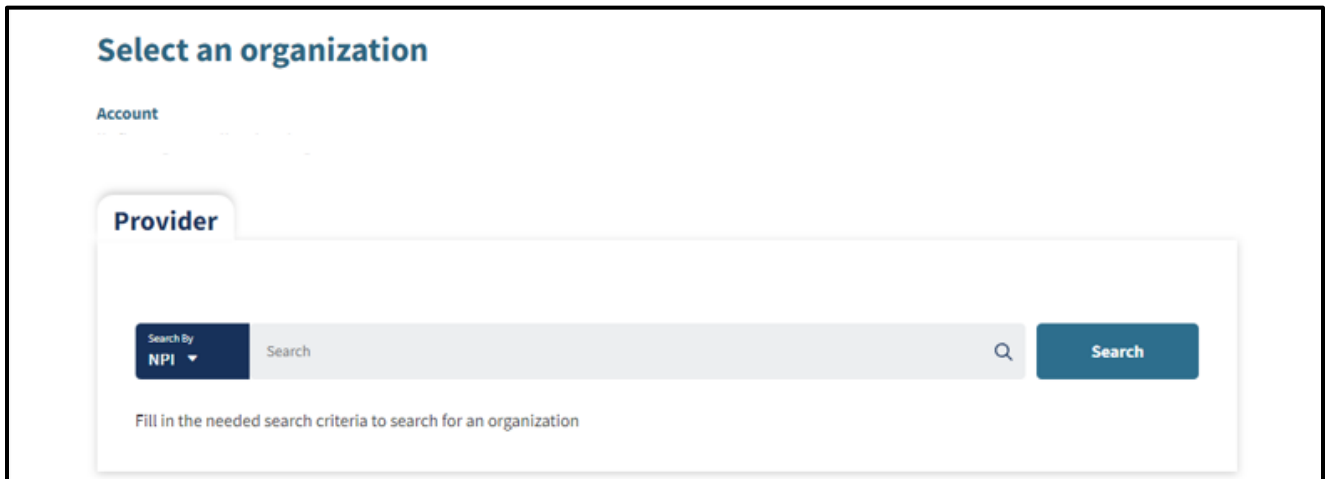 Select an organization
Account
Provider
Search By
NPI
Search
Search
Fill in the needed search criteria to search for an organization